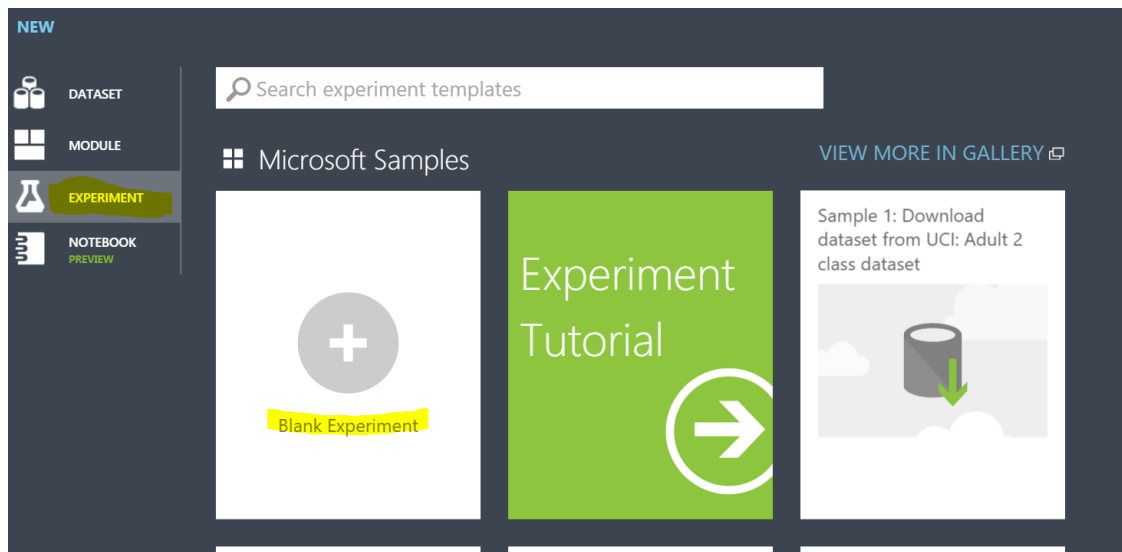 NEW
DATASET
MODULE
EXPERIMENT
NOTEBOOK
PREVIEW
Search experiment templates
Microsoft Samples
VIEW MORE IN GALLERY
Blank Experiment
Experiment
Tutorial
Sample 1: Download
dataset from UCI: Adult 2
class dataset